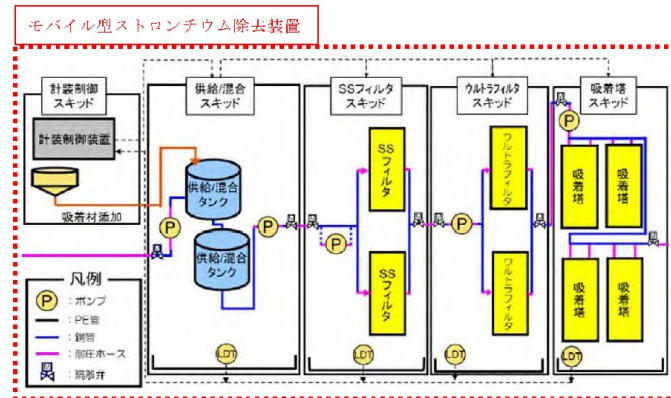 モバイル型ストロンチウム除去装置
計装制御
スキッド
計装制御装置
吸着材添加
供給/混合
スキッド
供給/混合
タンク
供給/混合
タンク
P
P
LDT
SSフィルタ
スキッド
SSフィルタ
SSフィルタ
P
LDT
ウルトラフィルタ
スキッド
ウルトラフィルタ
ウルトラフィルタ
P
LDT
吸着塔
スキッド
P
吸着塔
吸着塔
吸着塔
吸着塔
LDT
凡例
P :ポンプ
:PE管
:鋼管
:耐圧ホース
:隔離弁